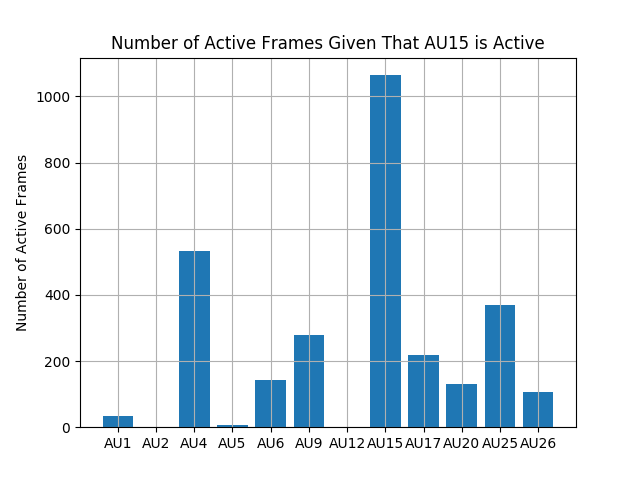 Number of Active Frames Given That AU15 is Active
Number of Active Frames
1000
800
600
400
200
0
AU1 AU2 AU4 AU5 AU6 AU9 AU12 AU15 AU17 AU20 AU25 AU26